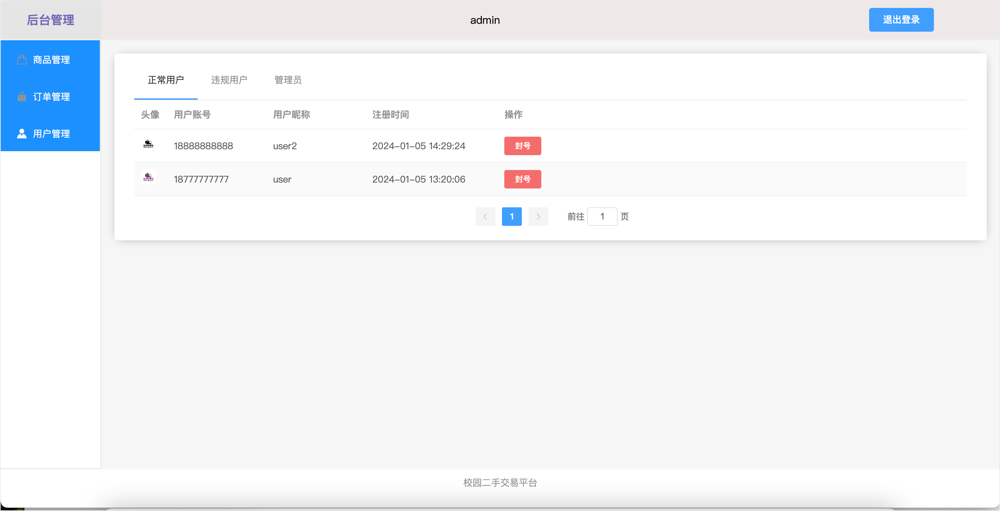 后台管理
admin
退出登录
商品管理
订单管理
用户管理
正常用户 违规用户 管理员
头像 用户账号 用户昵称 注册时间 操作
18888888888 user2 2024-01-05 14:29:24 封号
18777777777 user 2024-01-05 13:20:06 封号
1 前往 1 页
校园二手交易平台